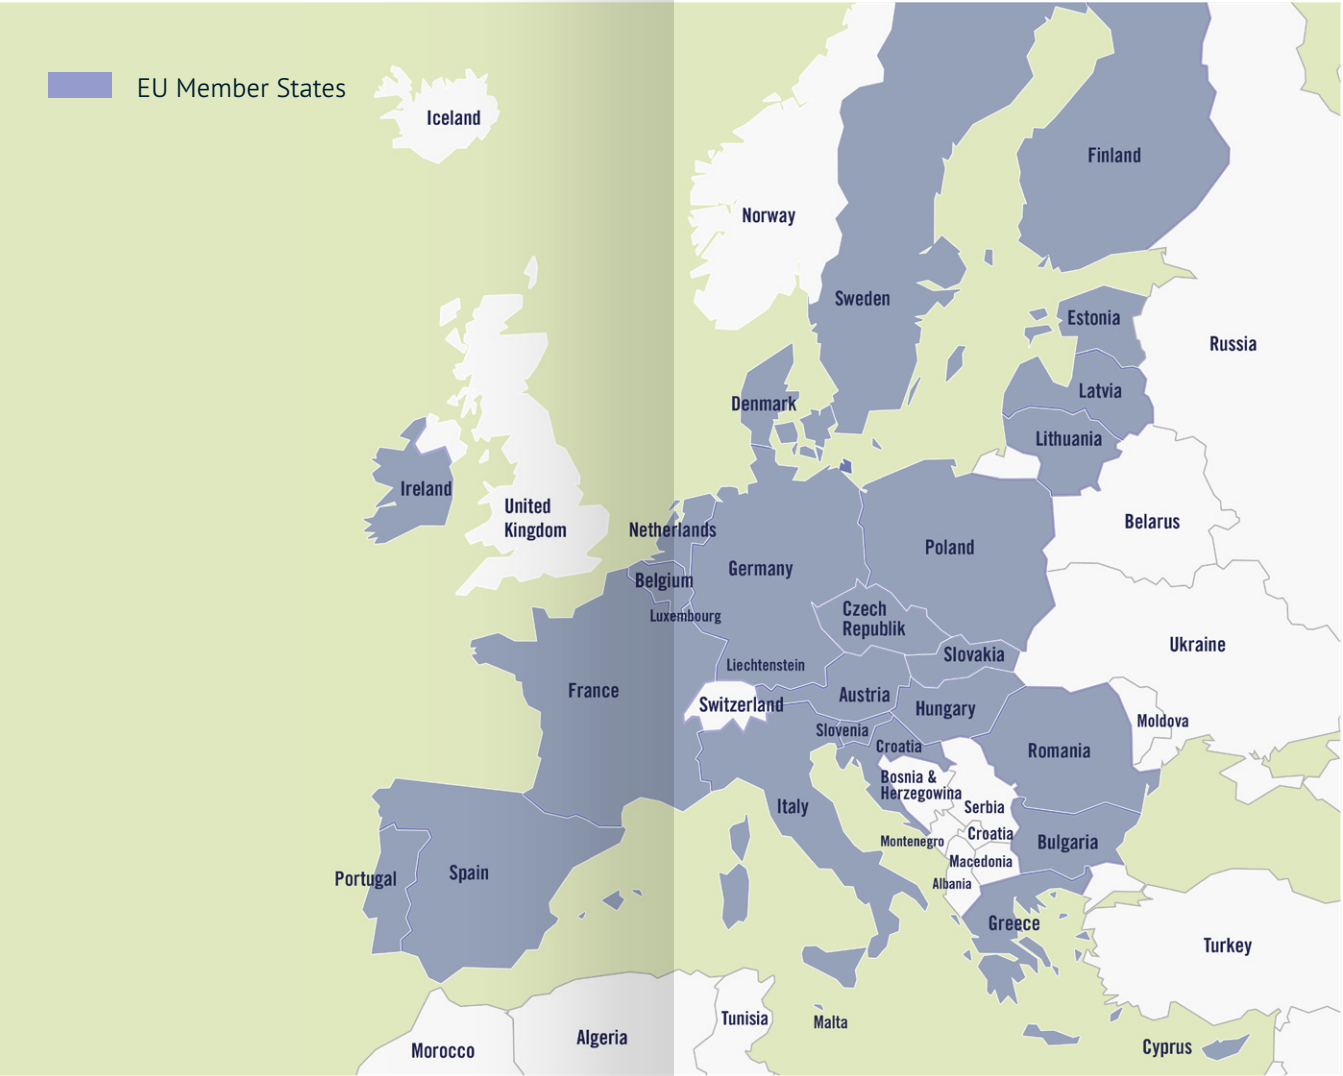 EU Member States
Iceland
Finland
Norway
Sweden
Estonia
Russia
Latvia
Denmark
Lithuania
Ireland
United
Kingdom
Netherlands
Belarus
Poland
Germany
Belgium
Czech
Republik
Luxembourg
Ukraine
Slovakia
Liechtenstein
France
Austria
Switzerland
Hungary
Moldova
Slovenia
Croatia
Romania
Bosnia &
Herzegowina
Italy
Serbia
Croatia
Montenegro
Bulgaria
Macedonia
Spain
Portugal
Albania
Greece
Turkey
Tunisia
Malta
Algeria
Cyprus
Morocco